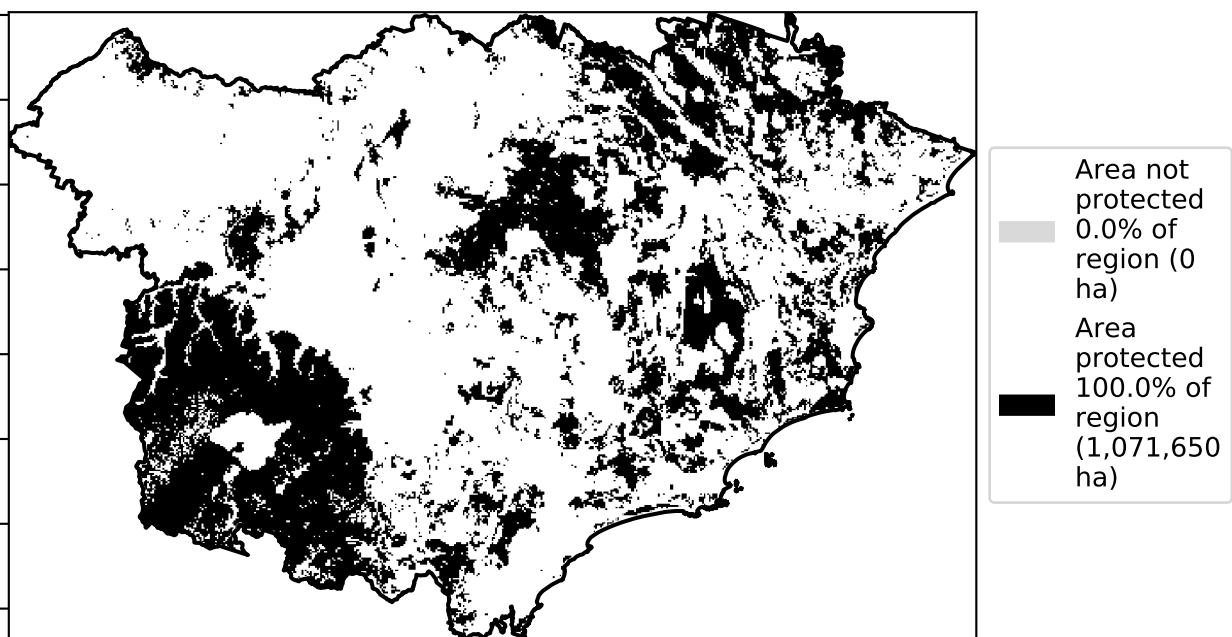 Area not
protected
0.0% of
region (0
ha)
Area
protected
100.0% of
region
(1,071,650
ha)